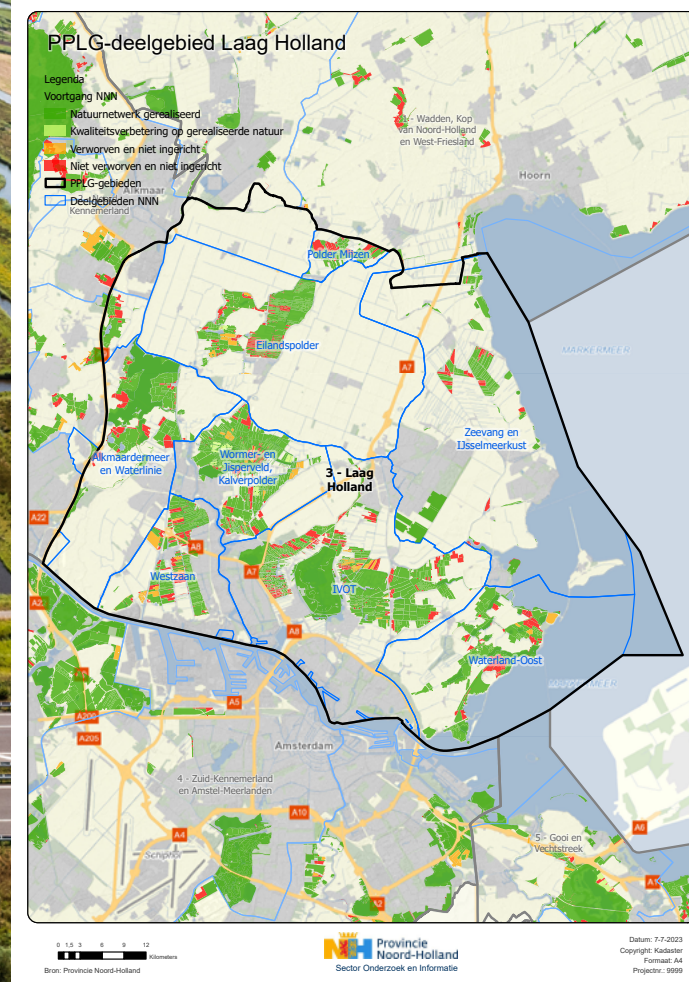 PPLG-deelgebied Laag Holland
Legenda
Voortgang NNN
Natuurnetwerk gerealiseerd
Kwaliteitsverbetering op gerealiseerde natuur
Verworven en niet ingericht
Niet verworven en niet ingericht
PPLG-gebieden
Deelgebieden NNN
Alkmaar
Kennemerland
- Wadden, Kop
van Noord-Holland
en West-Friesland
Hoorn
Polder Mijzen
MARKERMEER
Eilandspolder
A7
Zeevang en
IJsselmeerkust
Alkmaardermeer
en Waterlinie
Wormer- en
Jisperveld,
Kalverpolder
3 - Laag
Holland
A22
A8
A7
Westzaan
IVOT
A8
Waterland-Oost
A9
A5
A200
A205
Amsterdam
4 - Zuid-Kennemerland
en Amstel-Meerlanden
A10
A4
Schiphol
A6
5 - Gooi en
Vechtstreek
A2
0 1,5 3 6 9 12
Kilometers
Bron: Provincie Noord-Holland
Provincie
Noord-Holland
Sector Onderzoek en Informatie
Datum: 7-7-2023
Copyright: Kadaster
Formaat: A4
Projectnr.: 9999